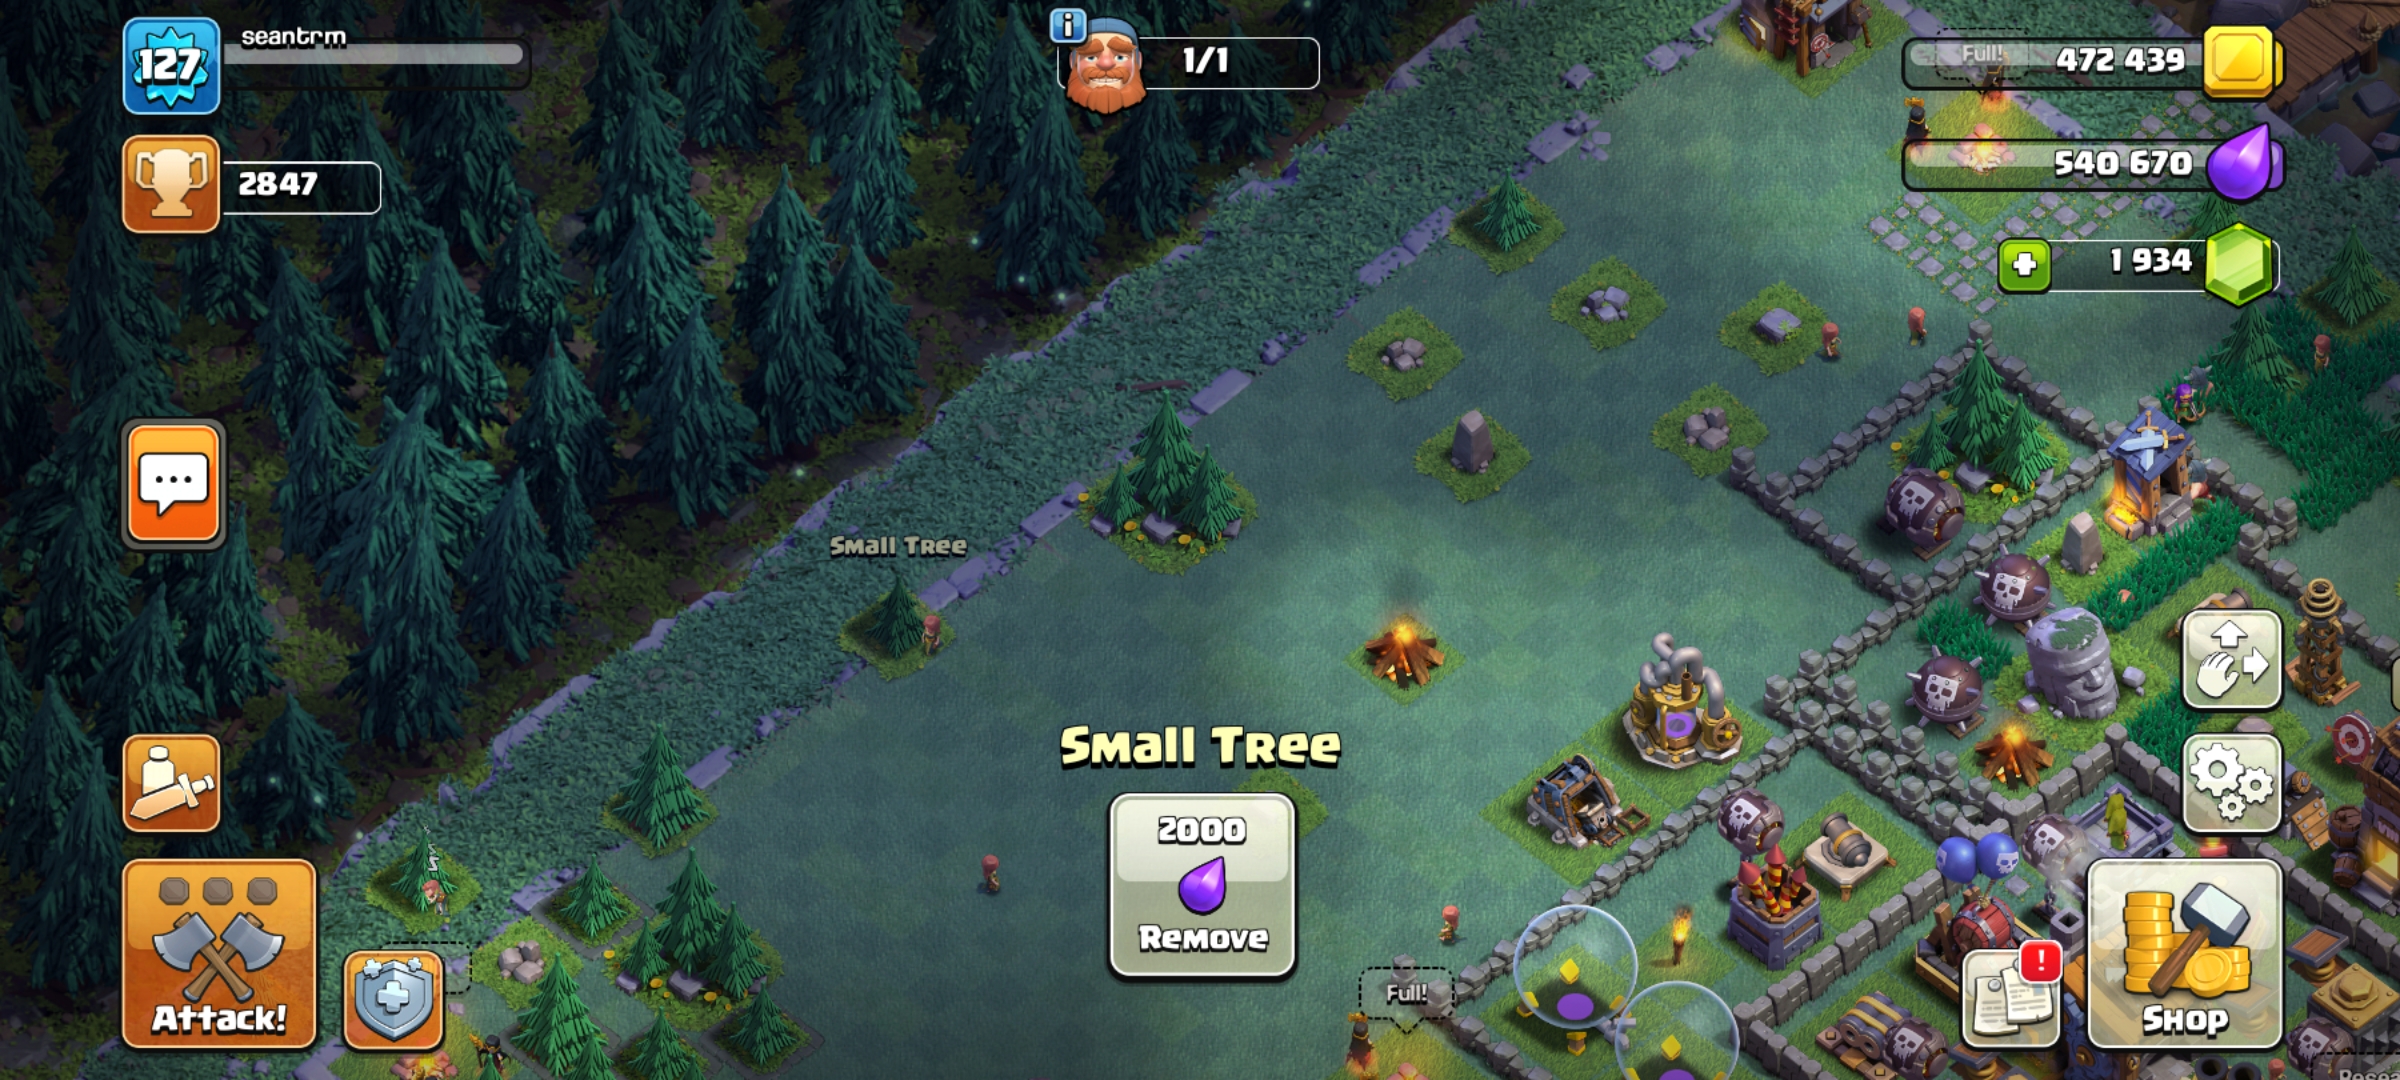 127
seantrm
i
1/1
Full!
472 439
2847
540 670
1 934
Small Tree
Small Tree
2000
Remove
Full!
!
Attack!
Shop